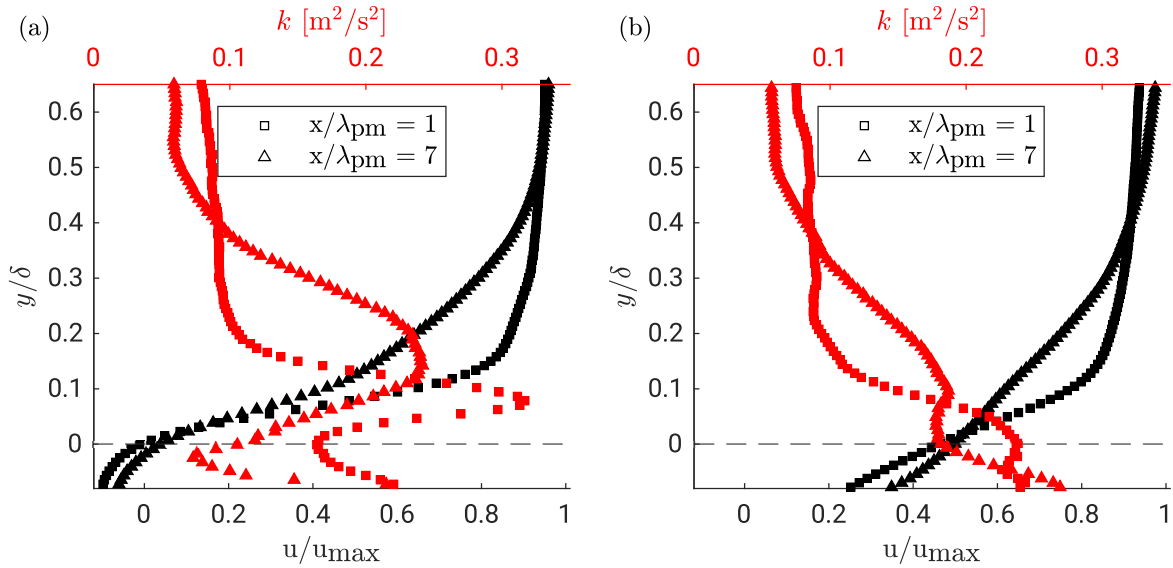 (a) k [m²/s²] (b) k [m²/s²]
0 0.1 0.2 0.3 0 0.1 0.2 0.3
0.6 0.6
x/λpm = 1 x/λpm = 1
x/λpm = 7 x/λpm = 7
0.5 0.5
0.4 0.4
0.3 0.3
y/δ y/δ
0.2 0.2
0.1 0.1
0 0
0 0.2 0.4 0.6 0.8 1 0 0.2 0.4 0.6 0.8 1
u/umax u/umax